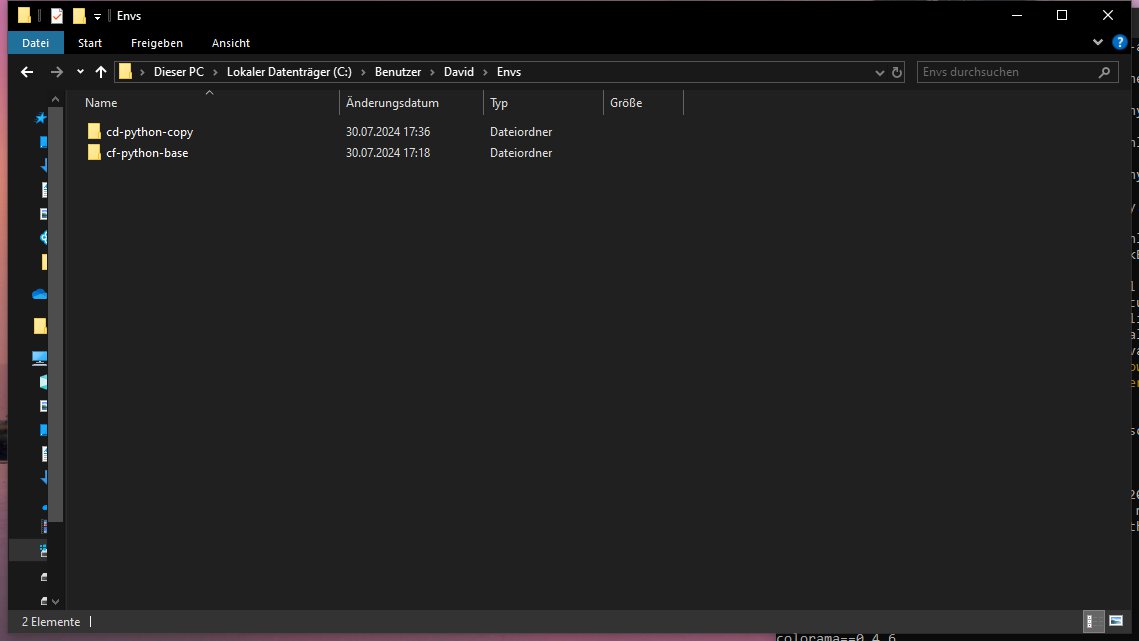 Envs
Datei Start Freigeben Ansicht
Dieser PC Lokaler Datenträger (C:) Benutzer David Envs
Envs durchsuchen
Name Änderungsdatum Typ Größe
cd-python-copy 30.07.2024 17:36 Dateiordner
cf-python-base 30.07.2024 17:18 Dateiordner
2 Elemente
colorama==0.4.6